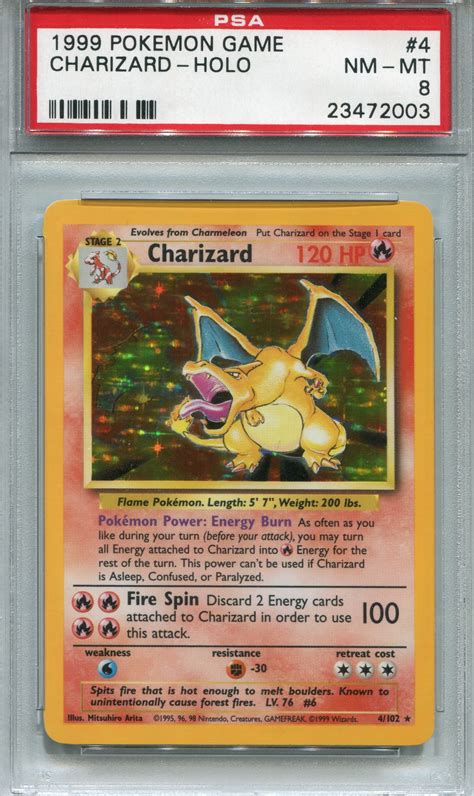 PSA
1999 POKEMON GAME #4
CHARIZARD – HOLO NM – MT
8
23472003
Evolves from Charmeleon Put Charizard on the Stage 1 card
STAGE 2
Charizard 120 HP
Flame Pokémon. Length: 5' 7", Weight: 200 lbs.
Pokémon Power: Energy Burn As often as you
like during your turn (before your attack), you may turn
all Energy attached to Charizard into Energy for the
rest of the turn. This power can't be used if Charizard
is Asleep, Confused, or Paralyzed.
Fire Spin Discard 2 Energy cards
attached to Charizard in order to use
this attack.
100
weakness resistance retreat cost
-30
Spits fire that is hot enough to melt boulders. Known to
unintentionally cause forest fires. LV. 76 #6
Illus. Mitsuhiro Arita ©1995, 96, 98 Nintendo, Creatures, GAMEFREAK. ©1999 Wizards. 4/102 ★